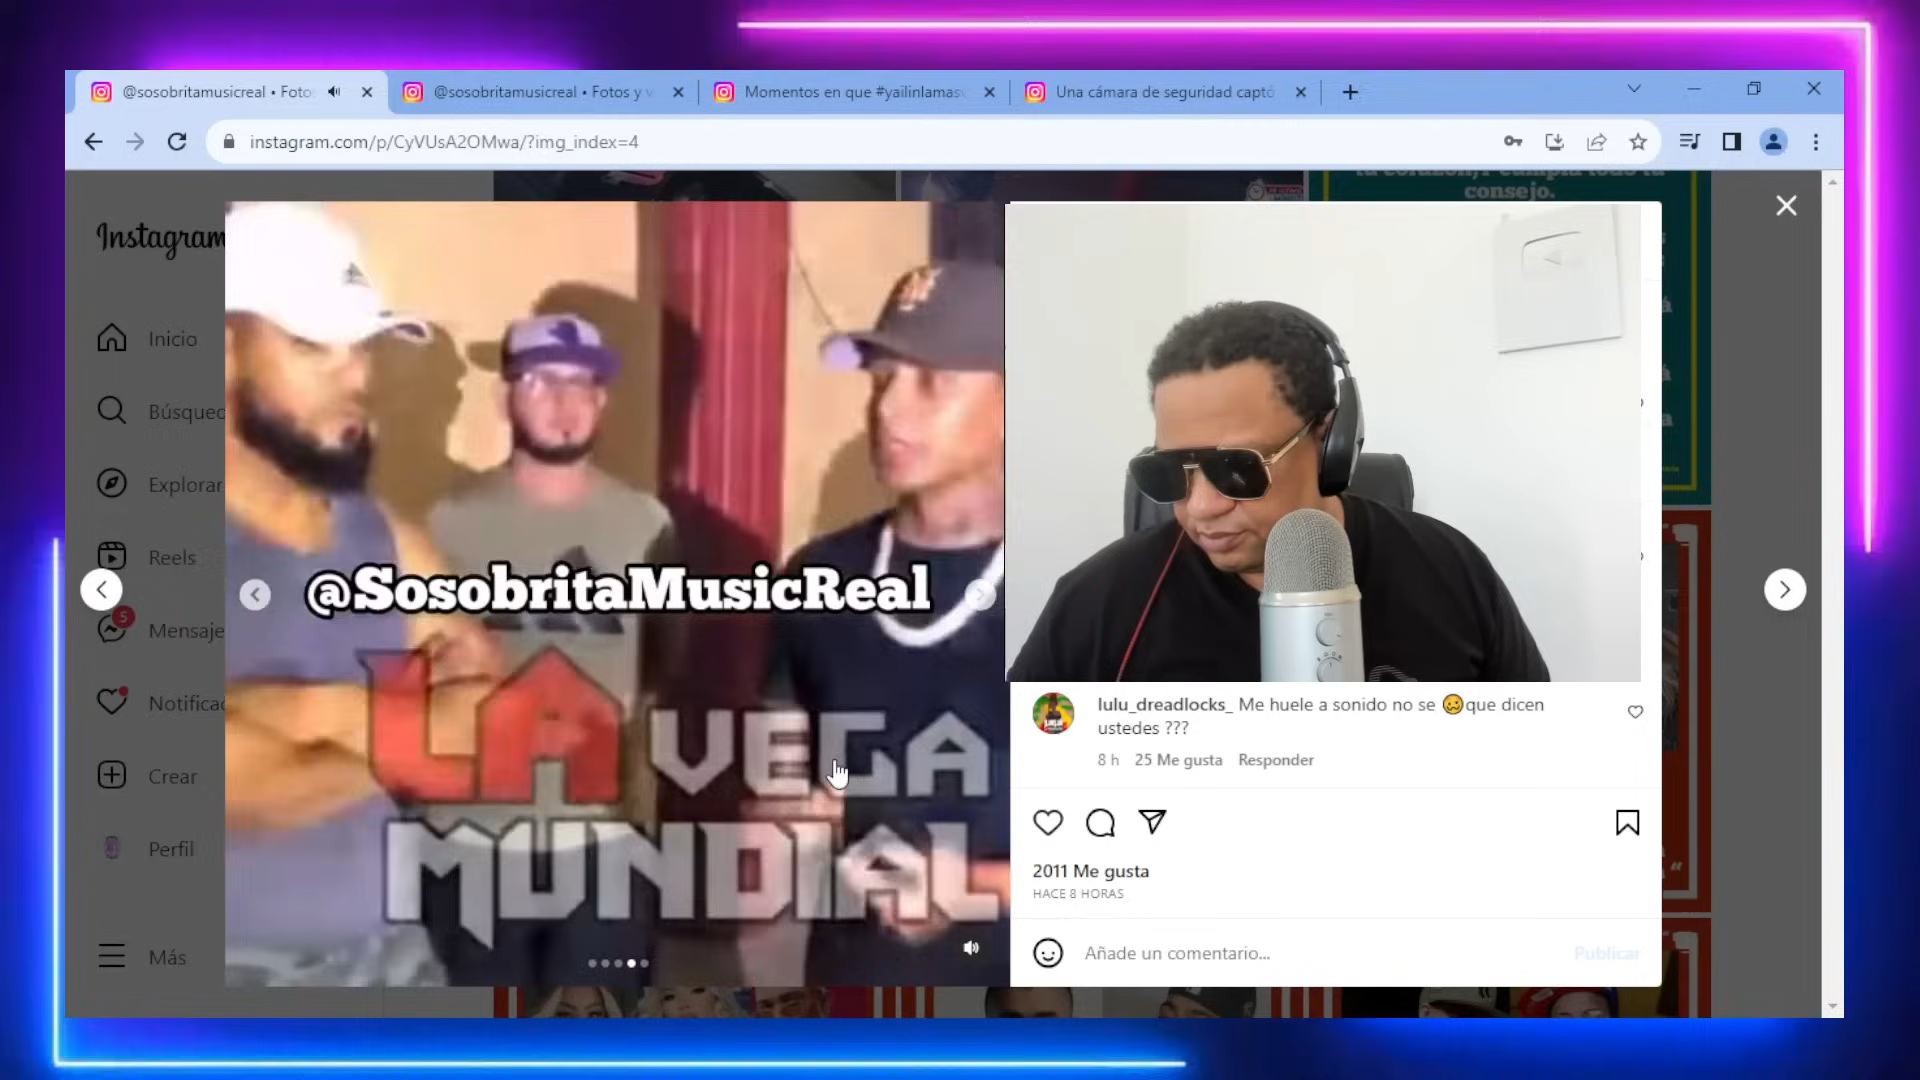 @sosobritamusicreal • Foto
@sosobritamusicreal • Fotos y v
Momentos en que #yailinlamas
Una cámara de seguridad captó
instagram.com/p/CyVUsA2OMwa/?img_index=4
consejo.
Instagram
Inicio
Búsqued
Explorar
Reels
5
Mensaje
Notificac
Crear
Perfil
Más
@SosobritaMusicReal
LA VEGA
MUNDIAL
lulu_dreadlocks_ Me huele a sonido no se 🥴que dicen
ustedes ???
8 h 25 Me gusta Responder
2011 Me gusta
HACE 8 HORAS
Añade un comentario...
Publicar